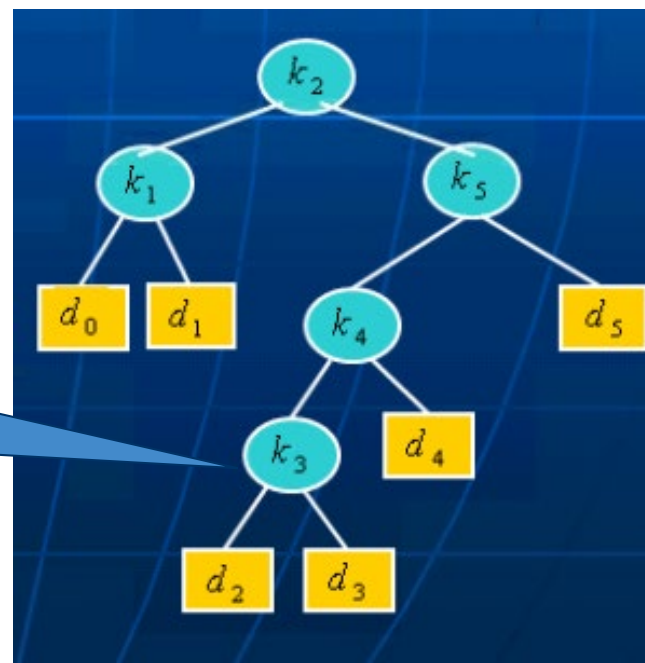 k₂
k₁ k₅
d₀ d₁ k₄ d₅
k₃ d₄
d₂ d₃